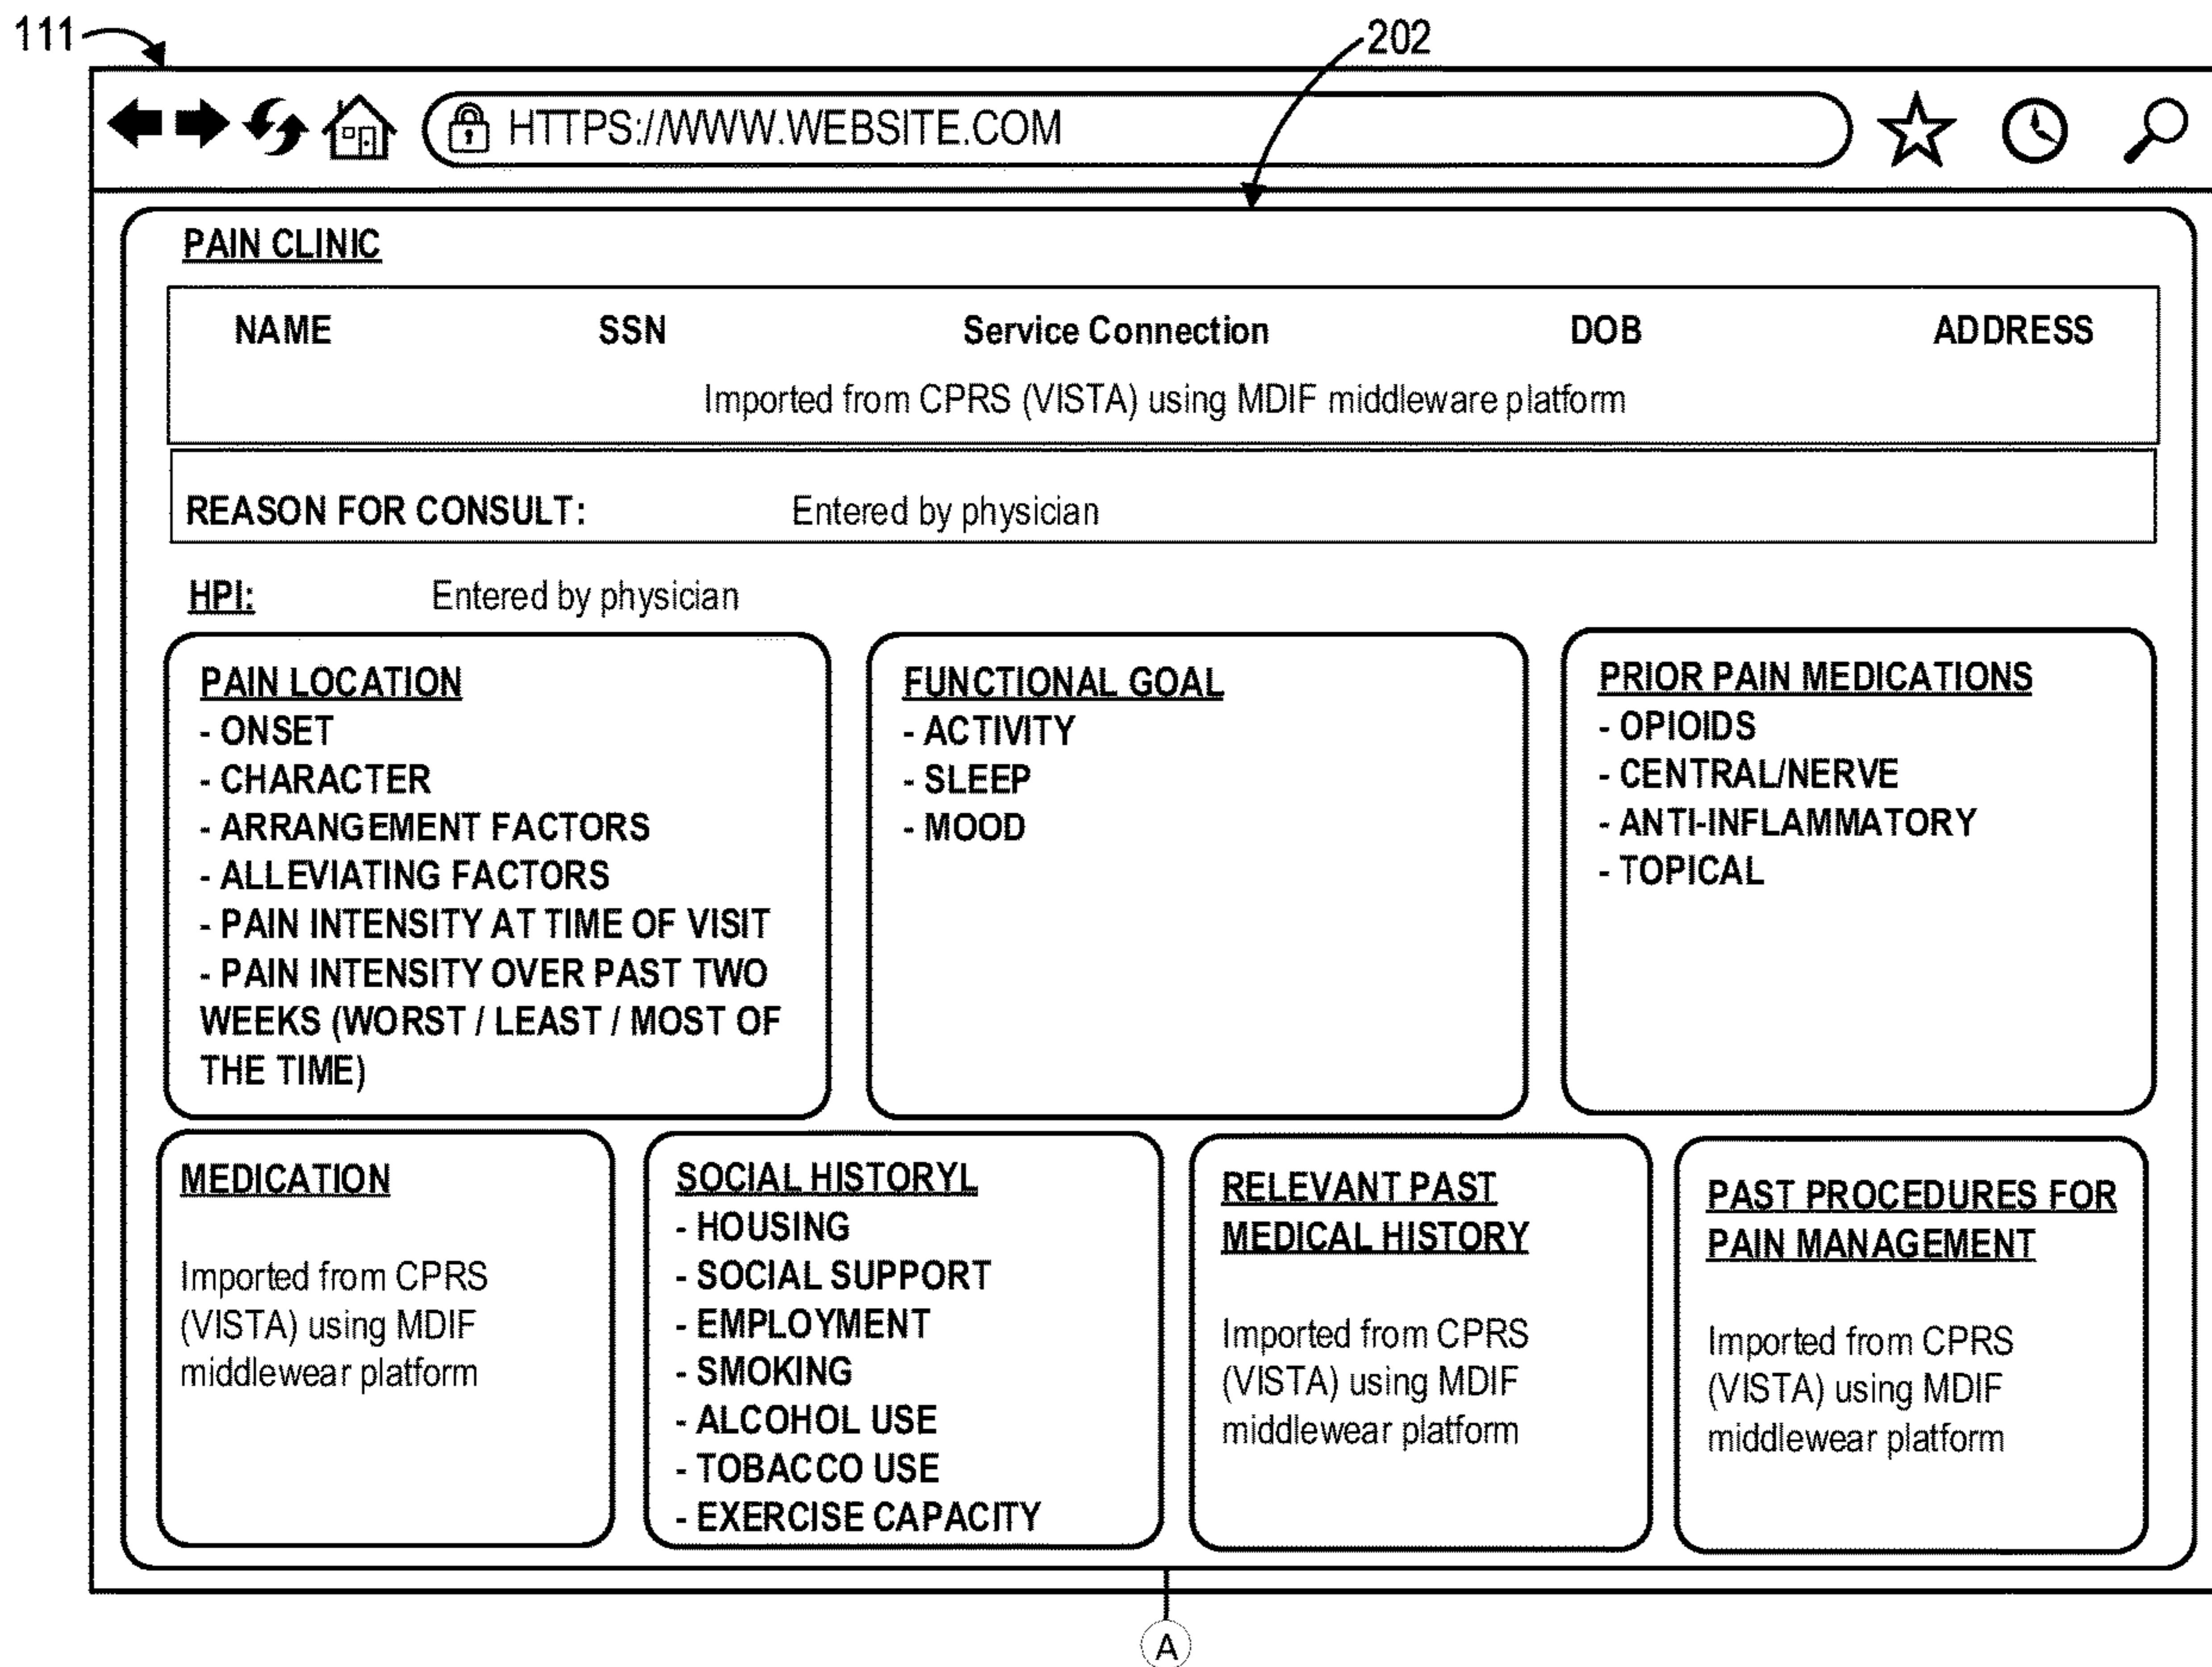 111
202
HTTPS://WWW.WEBSITE.COM
PAIN CLINIC
NAME SSN Service Connection DOB ADDRESS
Imported from CPRS (VISTA) using MDIF middleware platform
REASON FOR CONSULT: Entered by physician
HPI: Entered by physician
PAIN LOCATION
- ONSET
- CHARACTER
- ARRANGEMENT FACTORS
- ALLEVIATING FACTORS
- PAIN INTENSITY AT TIME OF VISIT
- PAIN INTENSITY OVER PAST TWO
WEEKS (WORST / LEAST / MOST OF
THE TIME)
FUNCTIONAL GOAL
- ACTIVITY
- SLEEP
- MOOD
PRIOR PAIN MEDICATIONS
- OPIOIDS
- CENTRAL/NERVE
- ANTI-INFLAMMATORY
- TOPICAL
MEDICATION
Imported from CPRS
(VISTA) using MDIF
middlewear platform
SOCIAL HISTORYL
- HOUSING
- SOCIAL SUPPORT
- EMPLOYMENT
- SMOKING
- ALCOHOL USE
- TOBACCO USE
- EXERCISE CAPACITY
RELEVANT PAST
MEDICAL HISTORY
Imported from CPRS
(VISTA) using MDIF
middlewear platform
PAST PROCEDURES FOR
PAIN MANAGEMENT
Imported from CPRS
(VISTA) using MDIF
middlewear platform
A